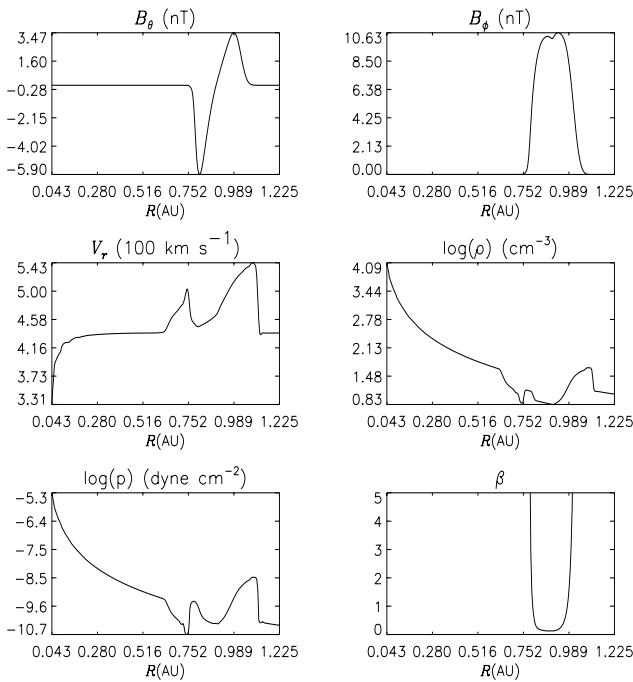 B_θ (nT)
3.47
1.60
−0.28
−2.15
−4.02
−5.90
0.043 0.280 0.516 0.752 0.989 1.225
R(AU)
B_ϕ (nT)
10.63
8.50
6.38
4.25
2.13
0.00
0.043 0.280 0.516 0.752 0.989 1.225
R(AU)
V_r (100 km s⁻¹)
5.43
5.00
4.58
4.16
3.73
3.31
0.043 0.280 0.516 0.752 0.989 1.225
R(AU)
log(ρ) (cm⁻³)
4.09
3.44
2.78
2.13
1.48
0.83
0.043 0.280 0.516 0.752 0.989 1.225
R(AU)
log(p) (dyne cm⁻²)
−5.3
−6.4
−7.5
−8.5
−9.6
−10.7
0.043 0.280 0.516 0.752 0.989 1.225
R(AU)
β
5
4
3
2
1
0
0.043 0.280 0.516 0.752 0.989 1.225
R(AU)